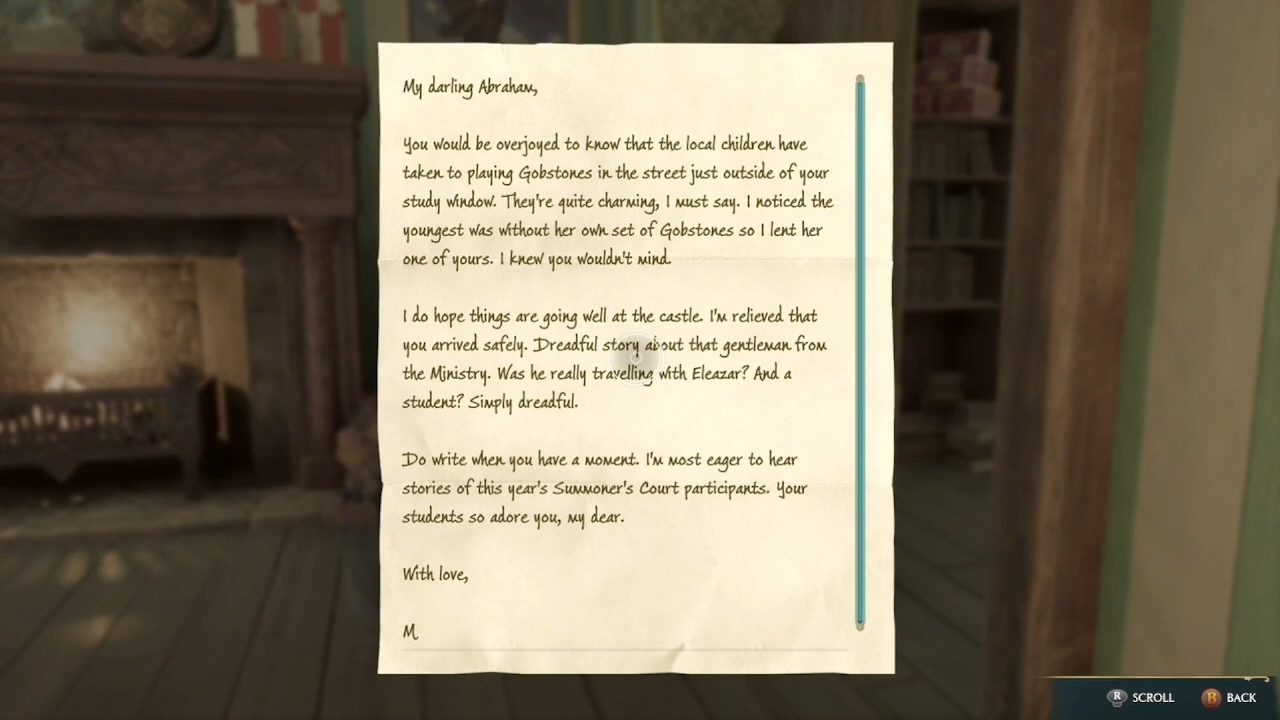 My darling Abraham,
You would be overjoyed to know that the local children have
taken to playing Gobstones in the street just outside of your
study window. They're quite charming, I must say. I noticed the
youngest was without her own set of Gobstones so I lent her
one of yours. I knew you wouldn't mind.
I do hope things are going well at the castle. I'm relieved that
you arrived safely. Dreadful story about that gentleman from
the Ministry. Was he really travelling with Eleazar? And a
student? Simply dreadful.
Do write when you have a moment. I'm most eager to hear
stories of this year's Summoner's Court participants. Your
students so adore you, my dear.
With love,
M
R SCROLL B BACK